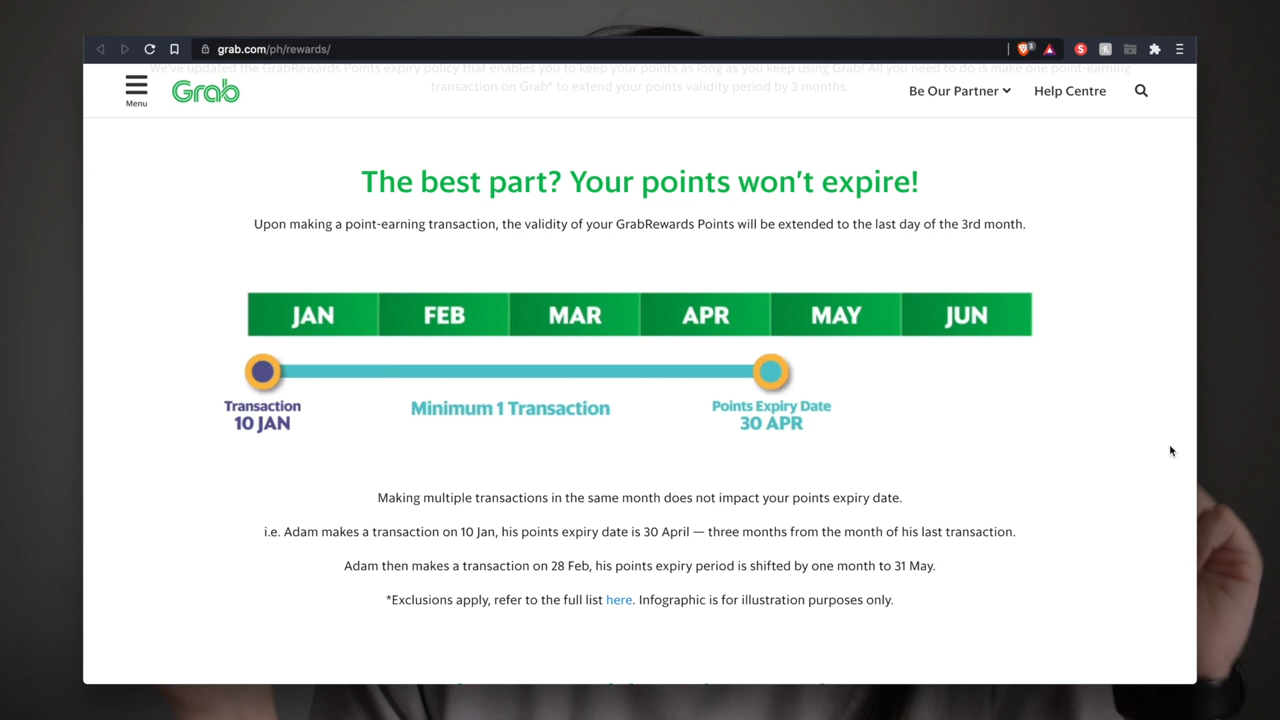 grab.com/ph/rewards/
3
S
We've updated the GrabRewards Points expiry policy that enables you to keep your points as long as you keep using Grab! All you need to do is make one point-earning
transaction on Grab* to extend your points validity period by 3 months.
Menu
Grab
Be Our Partner
Help Centre
The best part? Your points won't expire!
Upon making a point-earning transaction, the validity of your GrabRewards Points will be extended to the last day of the 3rd month.
JAN FEB MAR APR MAY JUN
Transaction
10 JAN
Minimum 1 Transaction
Points Expiry Date
30 APR
Making multiple transactions in the same month does not impact your points expiry date.
i.e. Adam makes a transaction on 10 Jan, his points expiry date is 30 April — three months from the month of his last transaction.
Adam then makes a transaction on 28 Feb, his points expiry period is shifted by one month to 31 May.
*Exclusions apply, refer to the full list here. Infographic is for illustration purposes only.